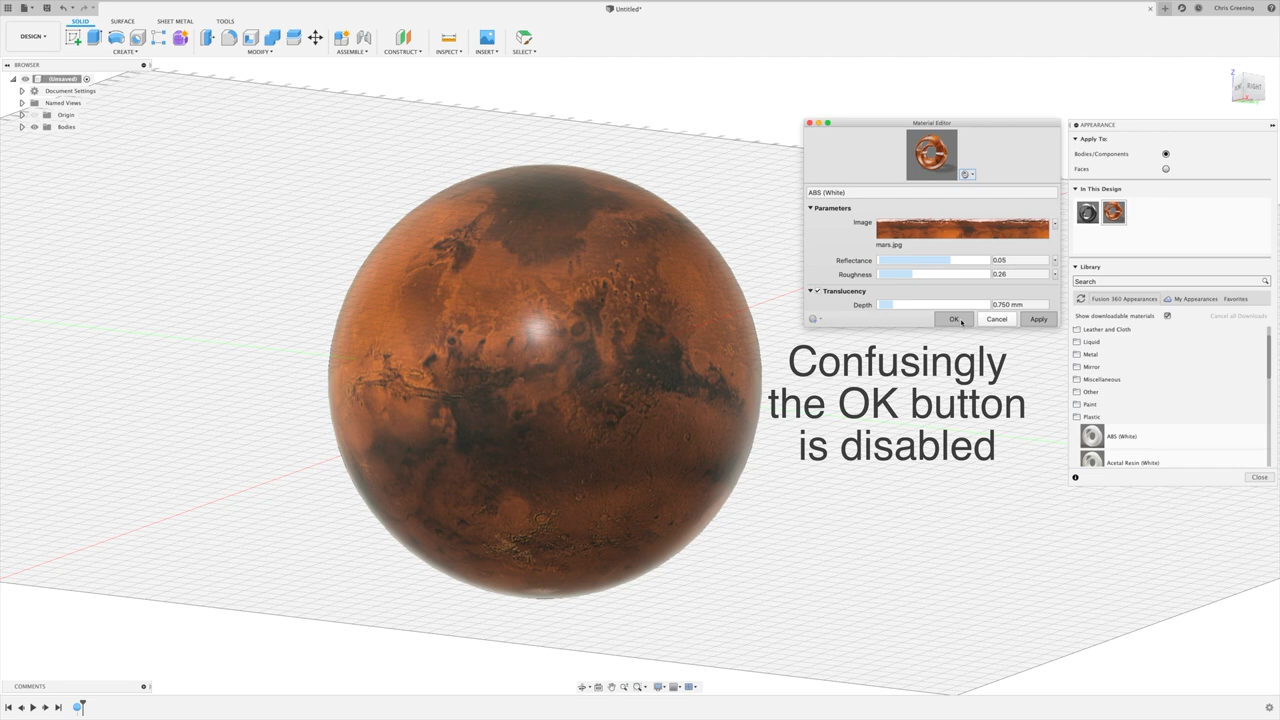 Untitled*
Chris Greening
DESIGN
SOLID
SURFACE
SHEET METAL
TOOLS
CREATE
MODIFY
ASSEMBLE
CONSTRUCT
INSPECT
INSERT
SELECT
BROWSER
(Unsaved)
Document Settings
Named Views
Origin
Bodies
Z
RIGHT
Material Editor
ABS (White)
Parameters
Image
mars.jpg
Reflectance 0.05
Roughness 0.26
Translucency
Depth 0.750 mm
OK Cancel Apply
Confusingly
the OK button
is disabled
APPEARANCE
Apply To:
Bodies/Components
Faces
In This Design
Library
Search
Fusion 360 Appearances My Appearances Favorites
Show downloadable materials Cancel all Downloads
Leather and Cloth
Liquid
Metal
Mirror
Miscellaneous
Other
Paint
Plastic
ABS (White)
Acetal Resin (White)
Close
COMMENTS